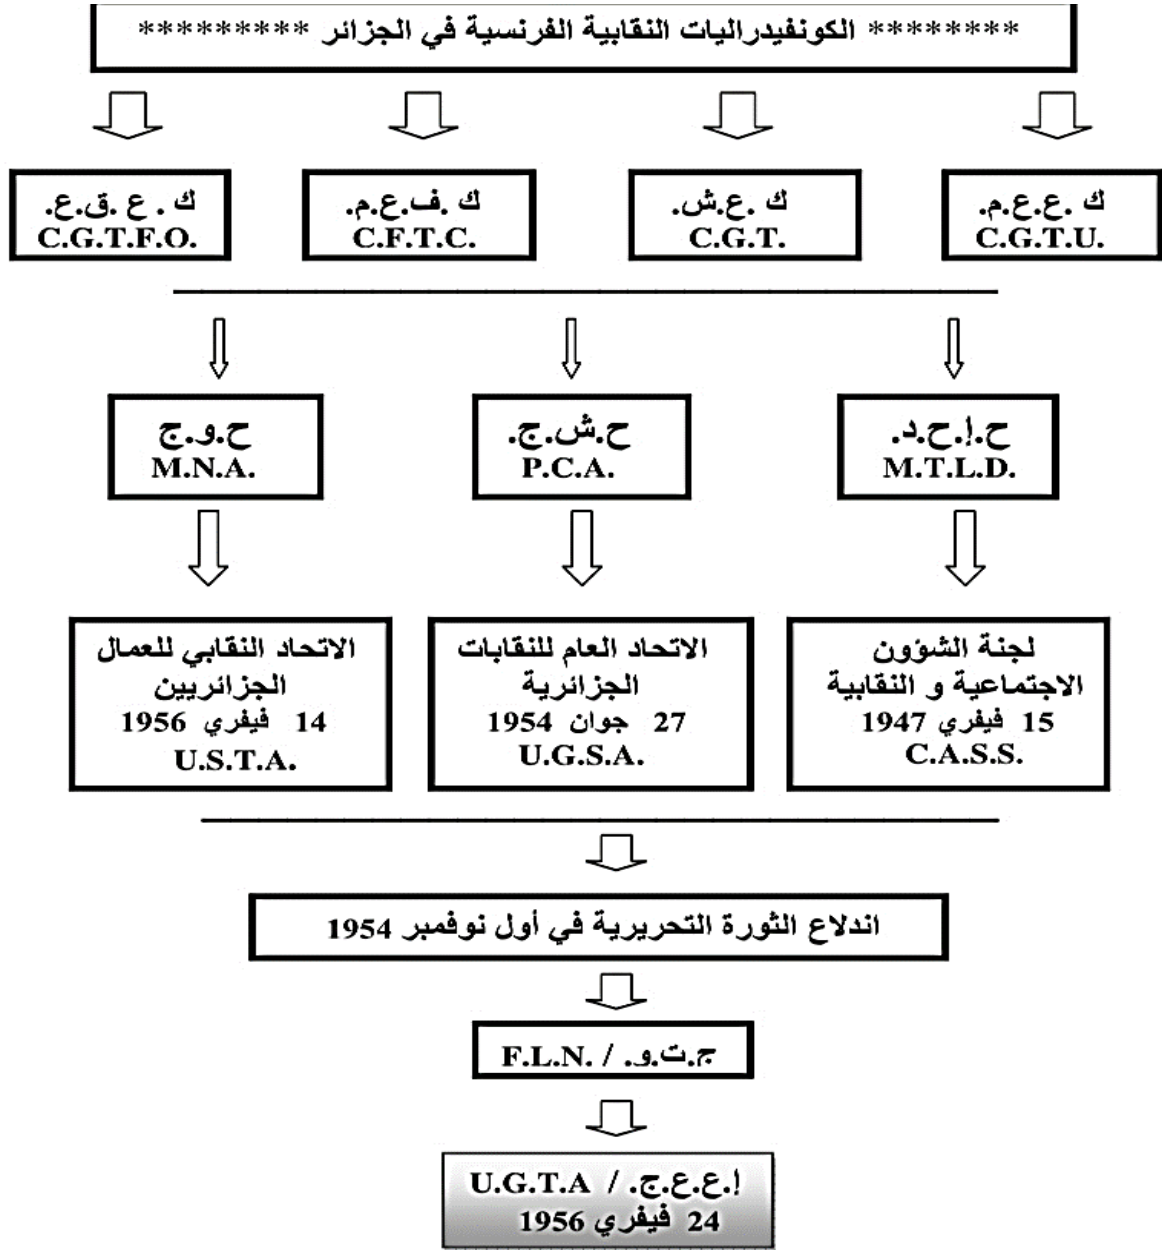 ******** الكونفيدراليات النقابية الفرنسية في الجزائر *********
ك .ع.ع.م.
C.G.T.U.
ك .ع.ش.
C.G.T.
ك .ف.ع.م.
C.F.T.C.
ك . ع .ق.ع.
C.G.T.F.O.
ح.إ.ح.د.
M.T.L.D.
ح.ش.ج.
P.C.A.
ح.و.ج
M.N.A.
لجنة الشؤون
الاجتماعية و النقابية
15 فيفري 1947
C.A.S.S.
الاتحاد العام للنقابات
الجزائرية
27 جوان 1954
U.G.S.A.
الاتحاد النقابي للعمال
الجزائريين
14 فيفري 1956
U.S.T.A.
اندلاع الثورة التحريرية في أول نوفمبر 1954
ج.ت.و. / F.L.N.
إ.ع.ع.ج. / U.G.T.A
24 فيفري 1956